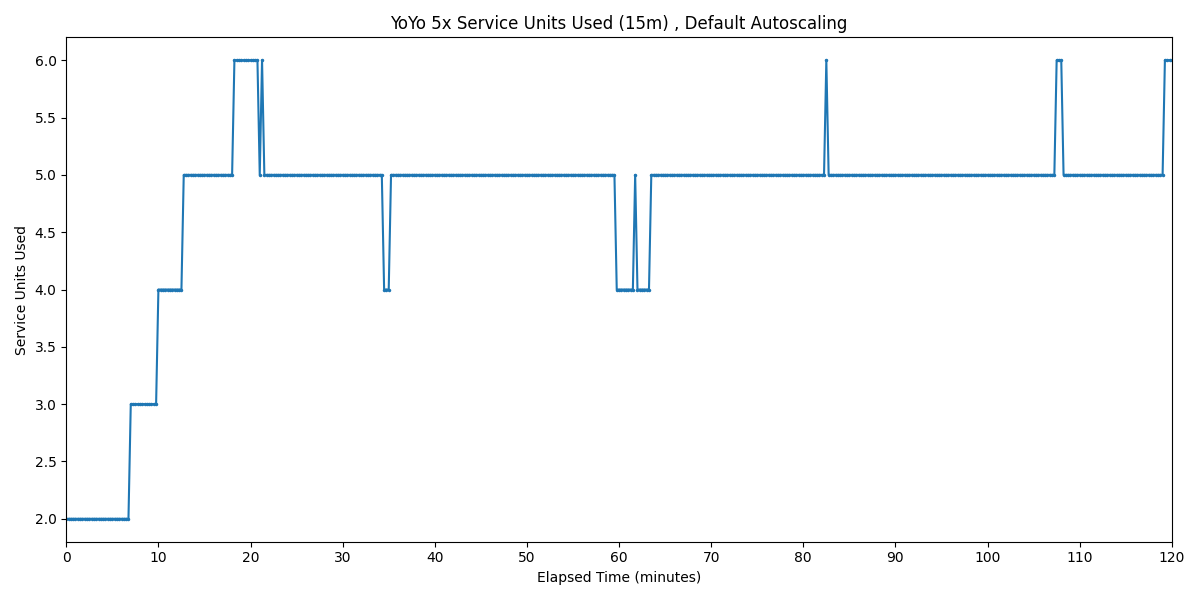 YoYo 5x Service Units Used (15m) , Default Autoscaling
Service Units Used
6.0
5.5
5.0
4.5
4.0
3.5
3.0
2.5
2.0
0 10 20 30 40 50 60 70 80 90 100 110 120
Elapsed Time (minutes)